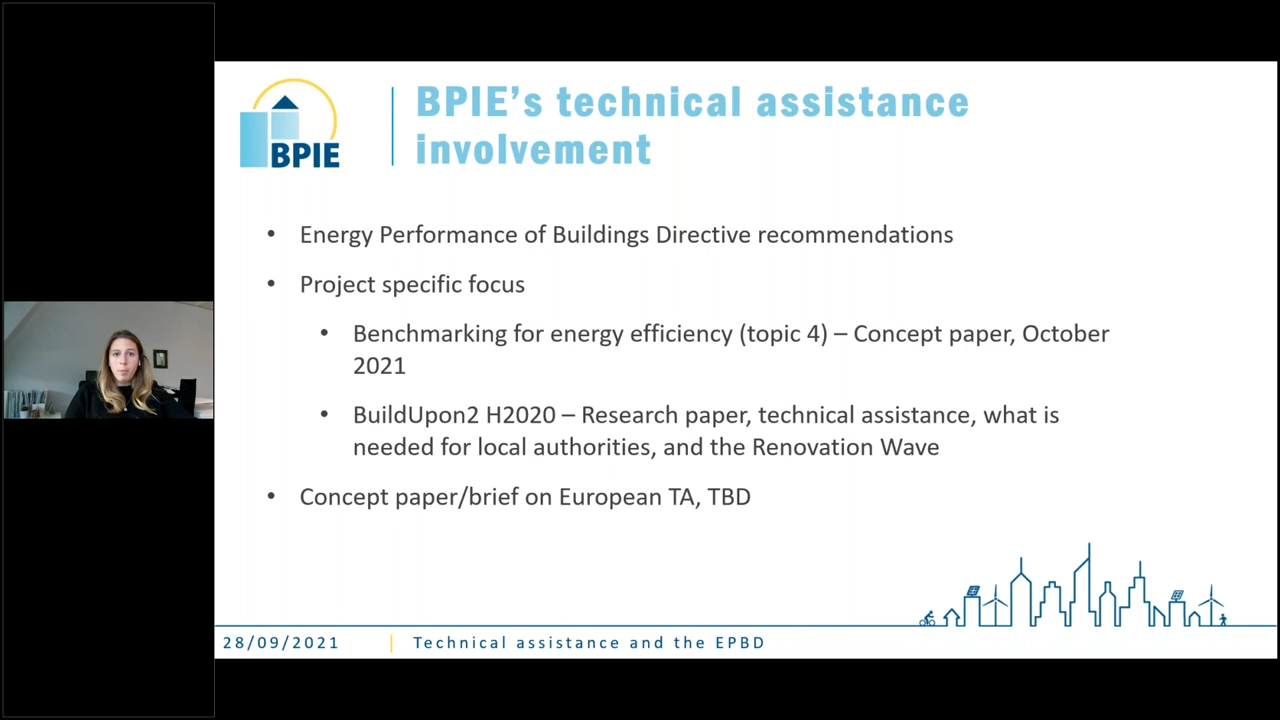 BPIE
BPIE's technical assistance
involvement
• Energy Performance of Buildings Directive recommendations
• Project specific focus
• Benchmarking for energy efficiency (topic 4) – Concept paper, October
2021
• BuildUpon2 H2020 – Research paper, technical assistance, what is
needed for local authorities, and the Renovation Wave
• Concept paper/brief on European TA, TBD
28/09/2021 | Technical assistance and the EPBD